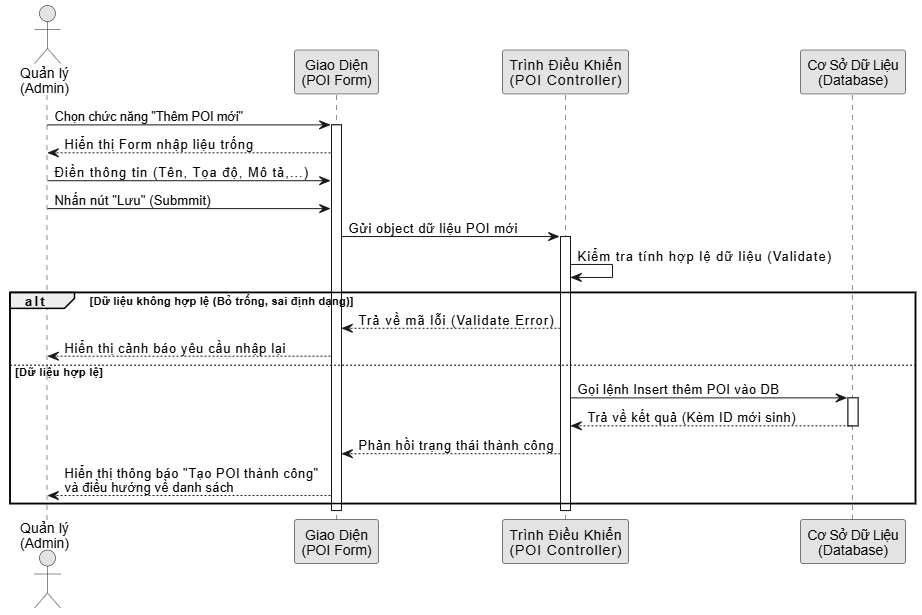 Quản lý
(Admin)
Giao Diện
(POI Form)
Trình Điều Khiển
(POI Controller)
Cơ Sở Dữ Liệu
(Database)
Chọn chức năng "Thêm POI mới"
Hiển thị Form nhập liệu trống
Điền thông tin (Tên, Tọa độ, Mô tả,...)
Nhấn nút "Lưu" (Submmit)
Gửi object dữ liệu POI mới
Kiểm tra tính hợp lệ dữ liệu (Validate)
alt
[Dữ liệu không hợp lệ (Bỏ trống, sai định dạng)]
Trả về mã lỗi (Validate Error)
Hiển thị cảnh báo yêu cầu nhập lại
[Dữ liệu hợp lệ]
Gọi lệnh Insert thêm POI vào DB
Trả về kết quả (Kèm ID mới sinh)
Phản hồi trạng thái thành công
Hiển thị thông báo "Tạo POI thành công"
và điều hướng về danh sách
Quản lý
(Admin)
Giao Diện
(POI Form)
Trình Điều Khiển
(POI Controller)
Cơ Sở Dữ Liệu
(Database)